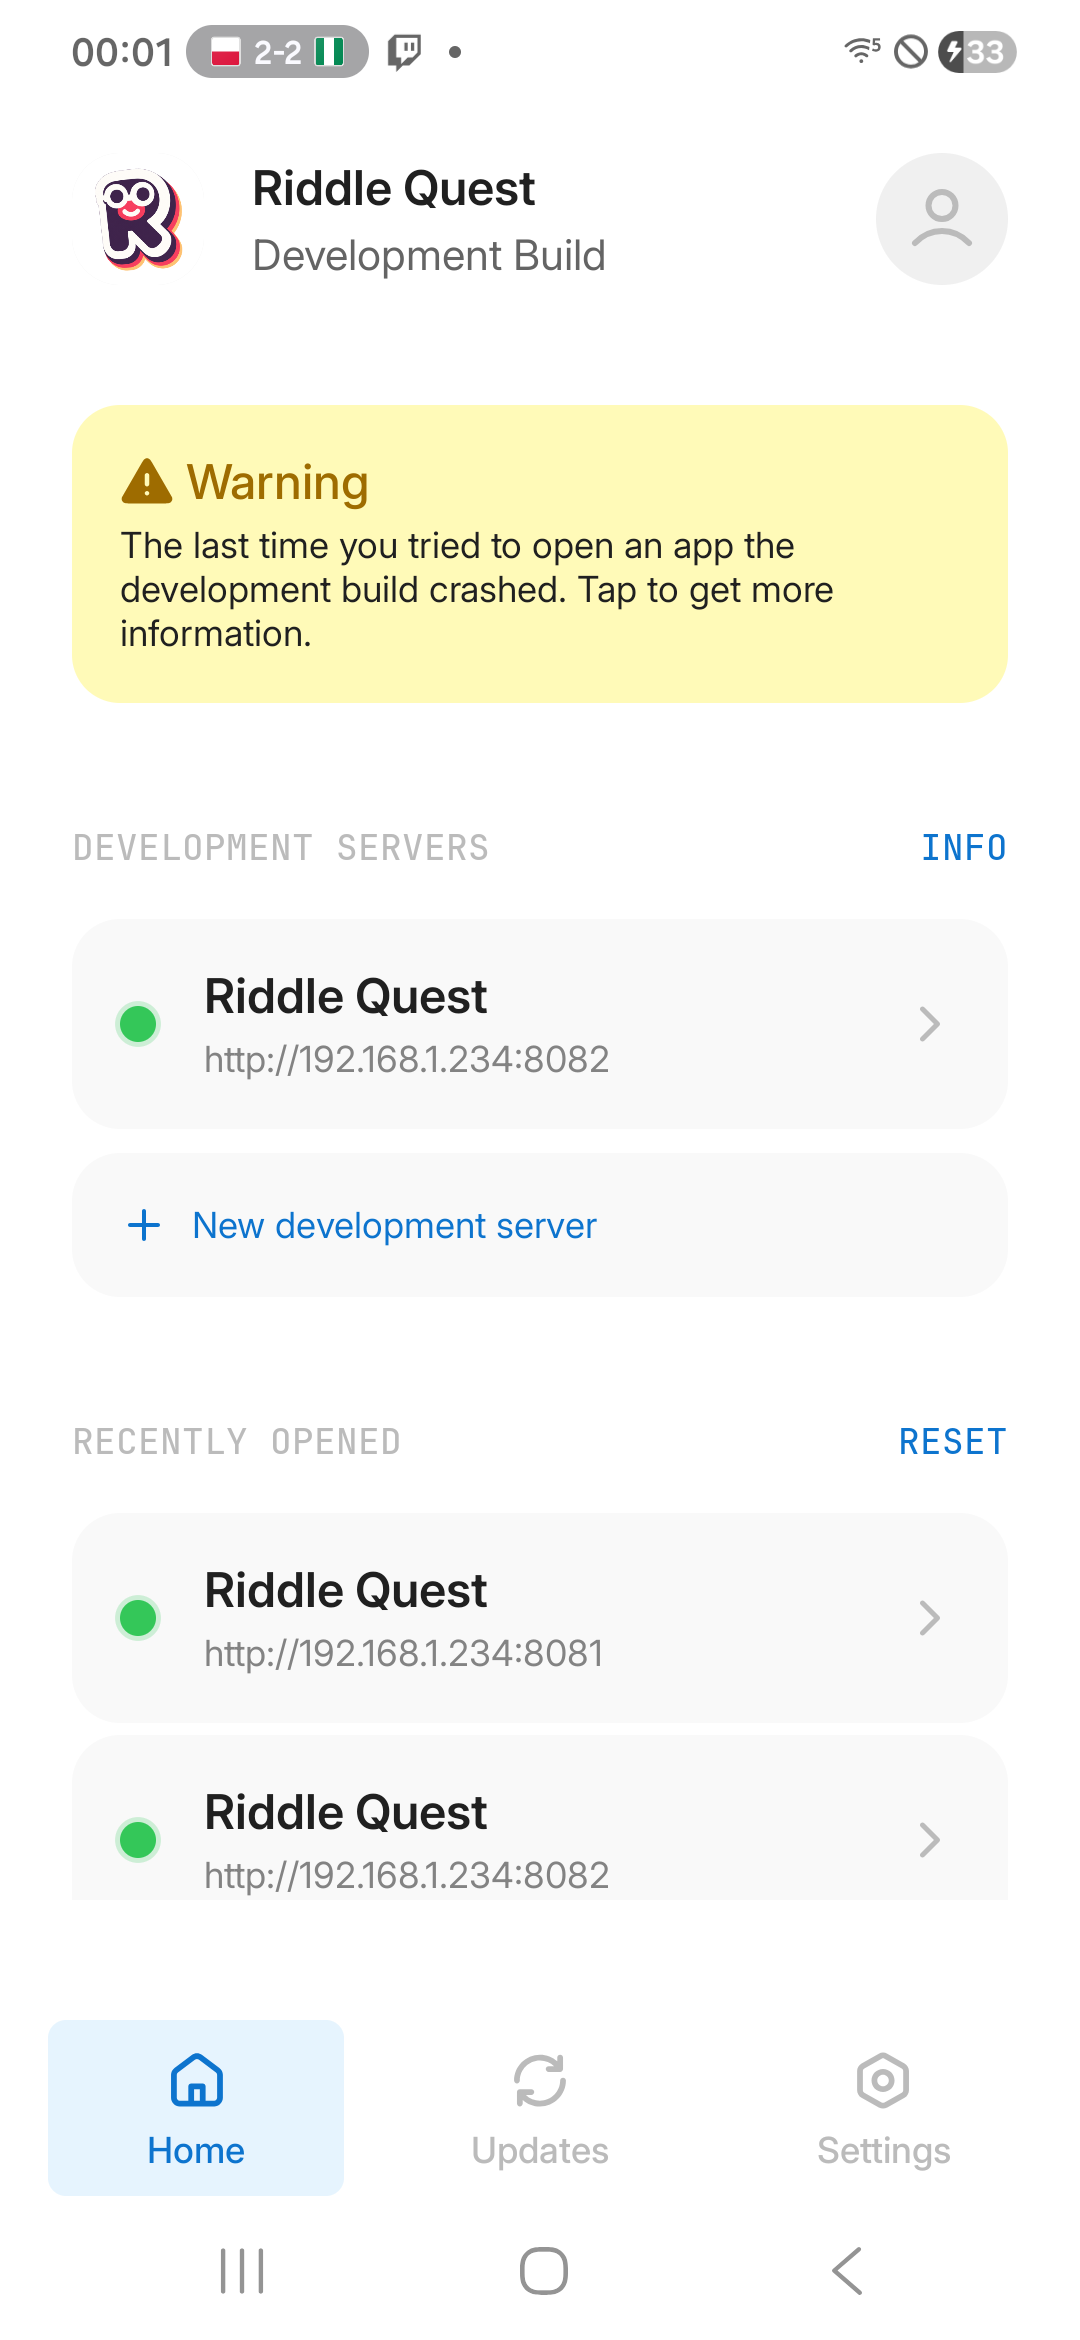 00:01 2-2 5 33
Riddle Quest
Development Build
Warning
The last time you tried to open an app the
development build crashed. Tap to get more
information.
DEVELOPMENT SERVERS INFO
Riddle Quest
http://192.168.1.234:8082
New development server
RECENTLY OPENED RESET
Riddle Quest
http://192.168.1.234:8081
Riddle Quest
http://192.168.1.234:8082
Home Updates Settings